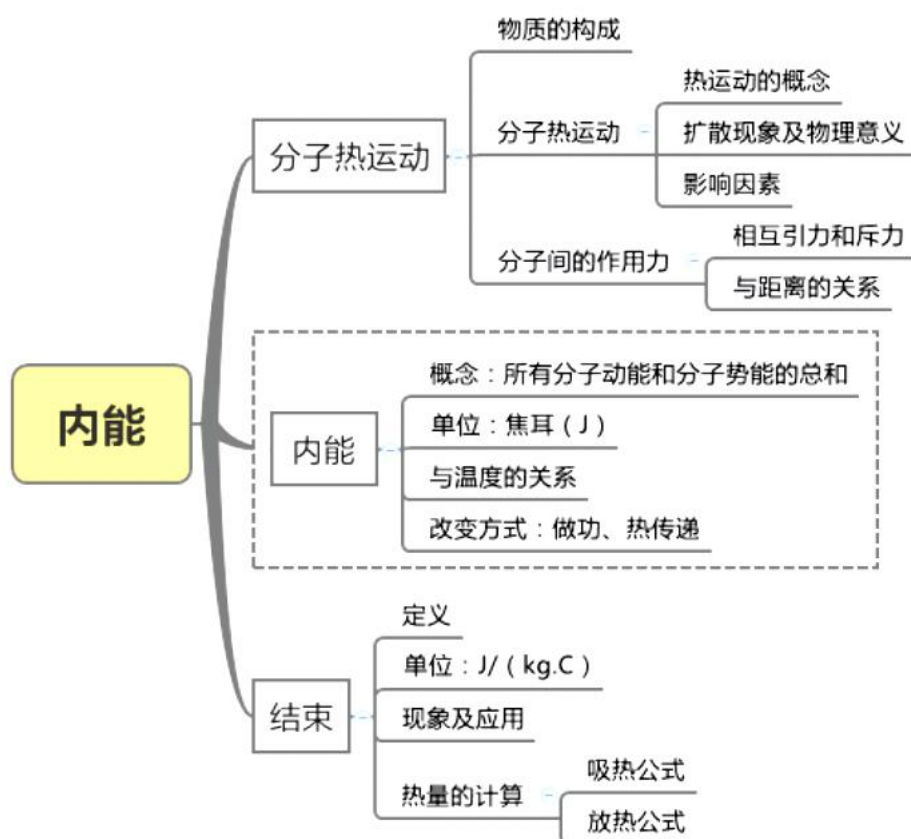 内能
分子热运动
物质的构成
分子热运动
热运动的概念
扩散现象及物理意义
影响因素
分子间的作用力
相互引力和斥力
与距离的关系
内能
概念：所有分子动能和分子势能的总和
单位：焦耳（J）
与温度的关系
改变方式：做功、热传递
结束
定义
单位：J/（kg.C）
现象及应用
热量的计算
吸热公式
放热公式